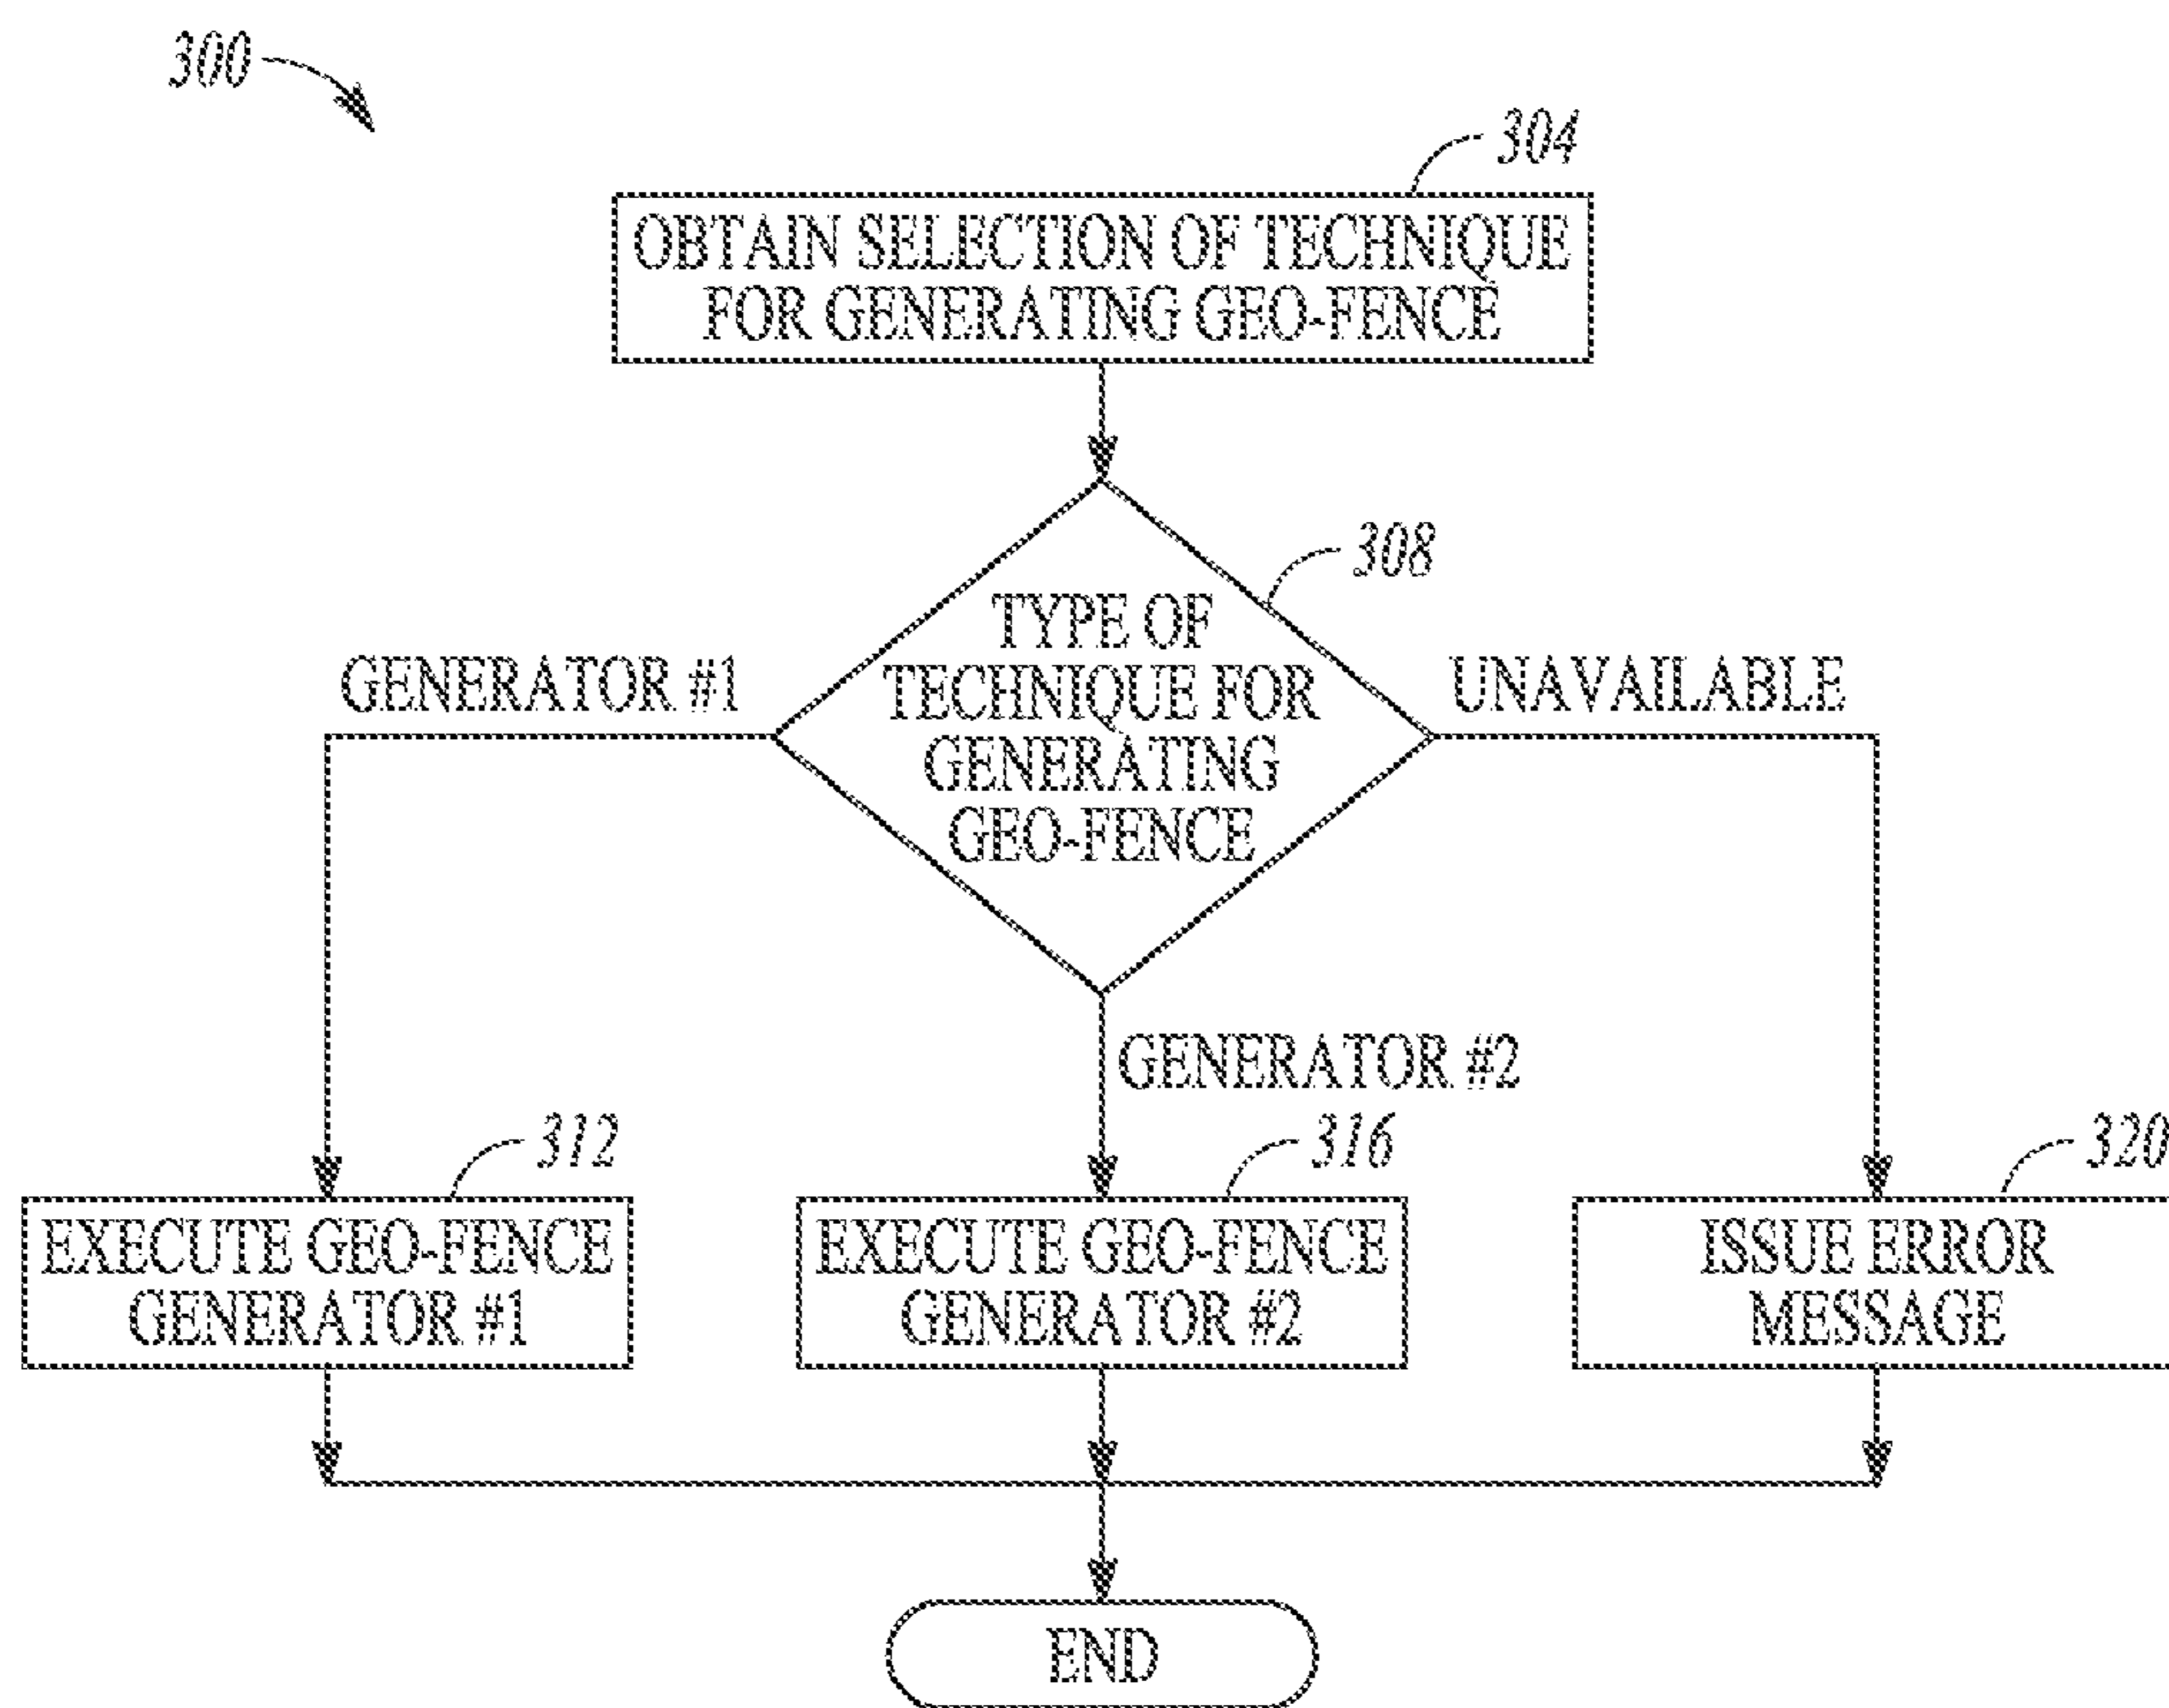 300
304
OBTAIN SELECTION OF TECHNIQUE
FOR GENERATING GEO-FENCE
308
TYPE OF
TECHNIQUE FOR
GENERATING
GEO-FENCE
GENERATOR #1
UNAVAILABLE
GENERATOR #2
312
EXECUTE GEO-FENCE
GENERATOR #1
316
EXECUTE GEO-FENCE
GENERATOR #2
320
ISSUE ERROR
MESSAGE
END